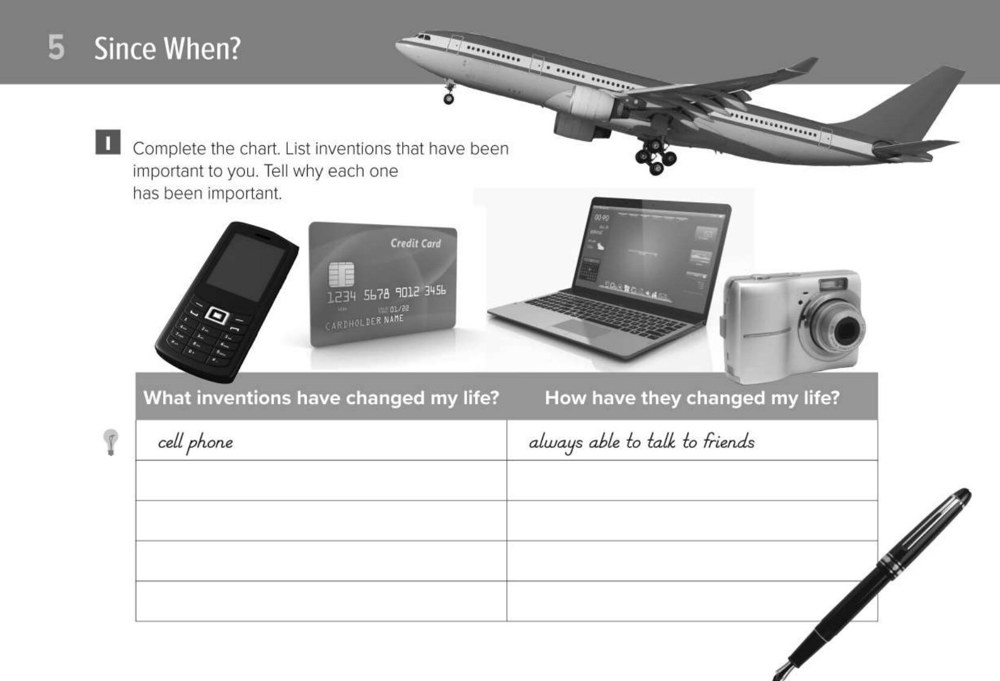 5 Since When?
I Complete the chart. List inventions that have been
important to you. Tell why each one
has been important.
Credit Card
1234 5678 9012 3456
01/22
CARDHOLDER NAME
00:90
What inventions have changed my life? How have they changed my life?
cell phone always able to talk to friends